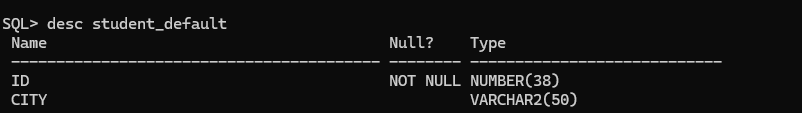 SQL> desc student_default
Name Null? Type
----------------------------------------- -------- ----------------------------
ID NOT NULL NUMBER(38)
CITY VARCHAR2(50)